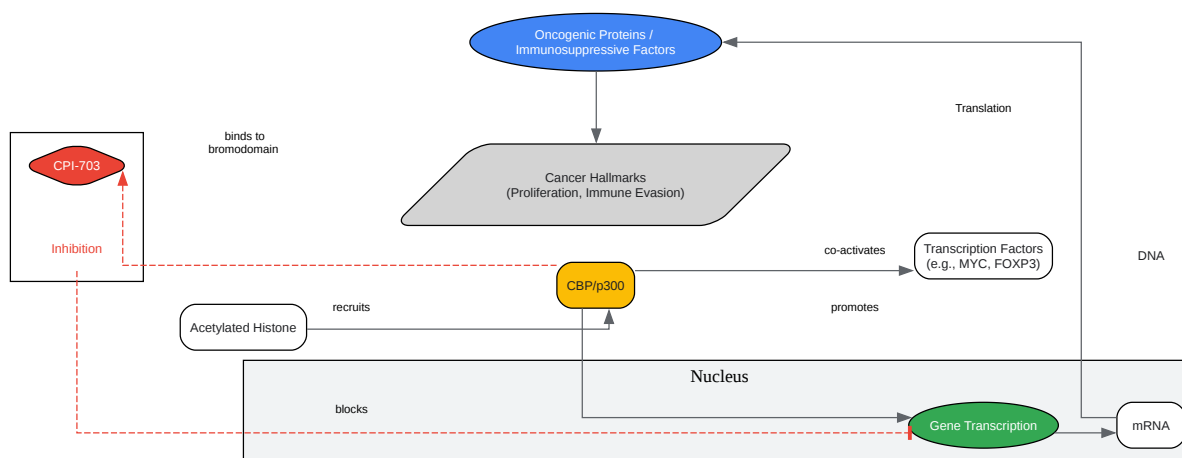 Oncogenic Proteins /
Immunosuppressive Factors
Translation
binds to
bromodomain
CPI-703
Cancer Hallmarks
(Proliferation, Immune Evasion)
Inhibition
co-activates
Transcription Factors
(e.g., MYC, FOXP3)
DNA
CBP/p300
recruits
promotes
Acetylated Histone
Nucleus
blocks
Gene Transcription
mRNA